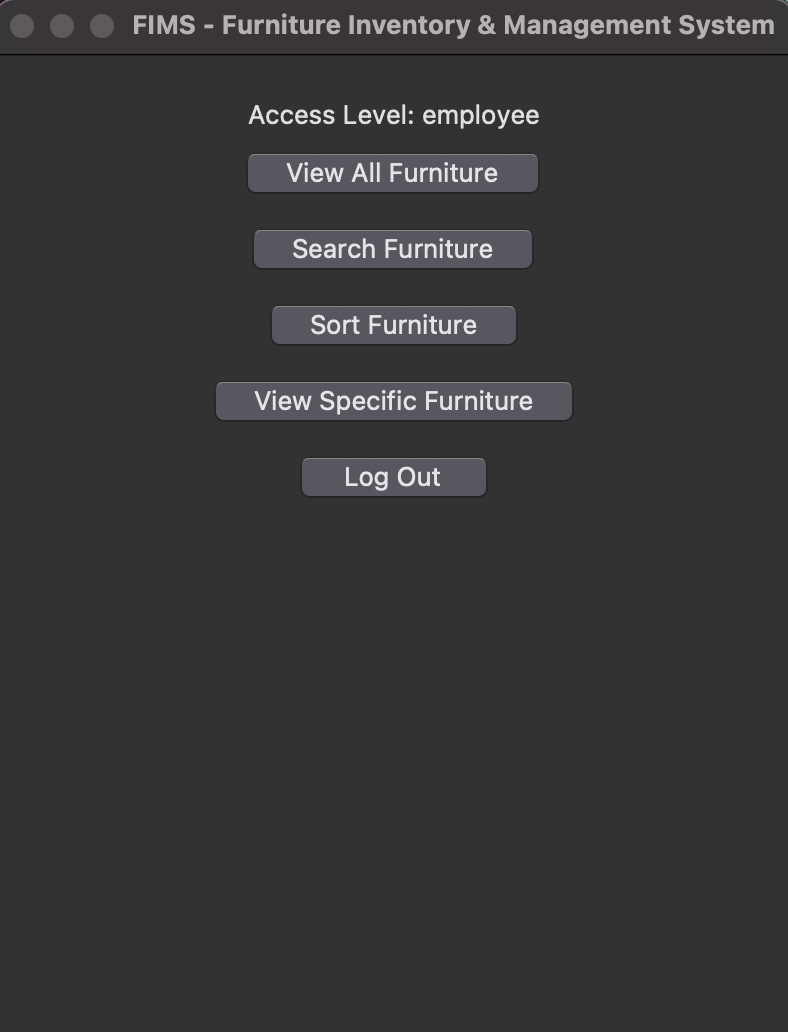 FIMS - Furniture Inventory & Management System
Access Level: employee
View All Furniture
Search Furniture
Sort Furniture
View Specific Furniture
Log Out